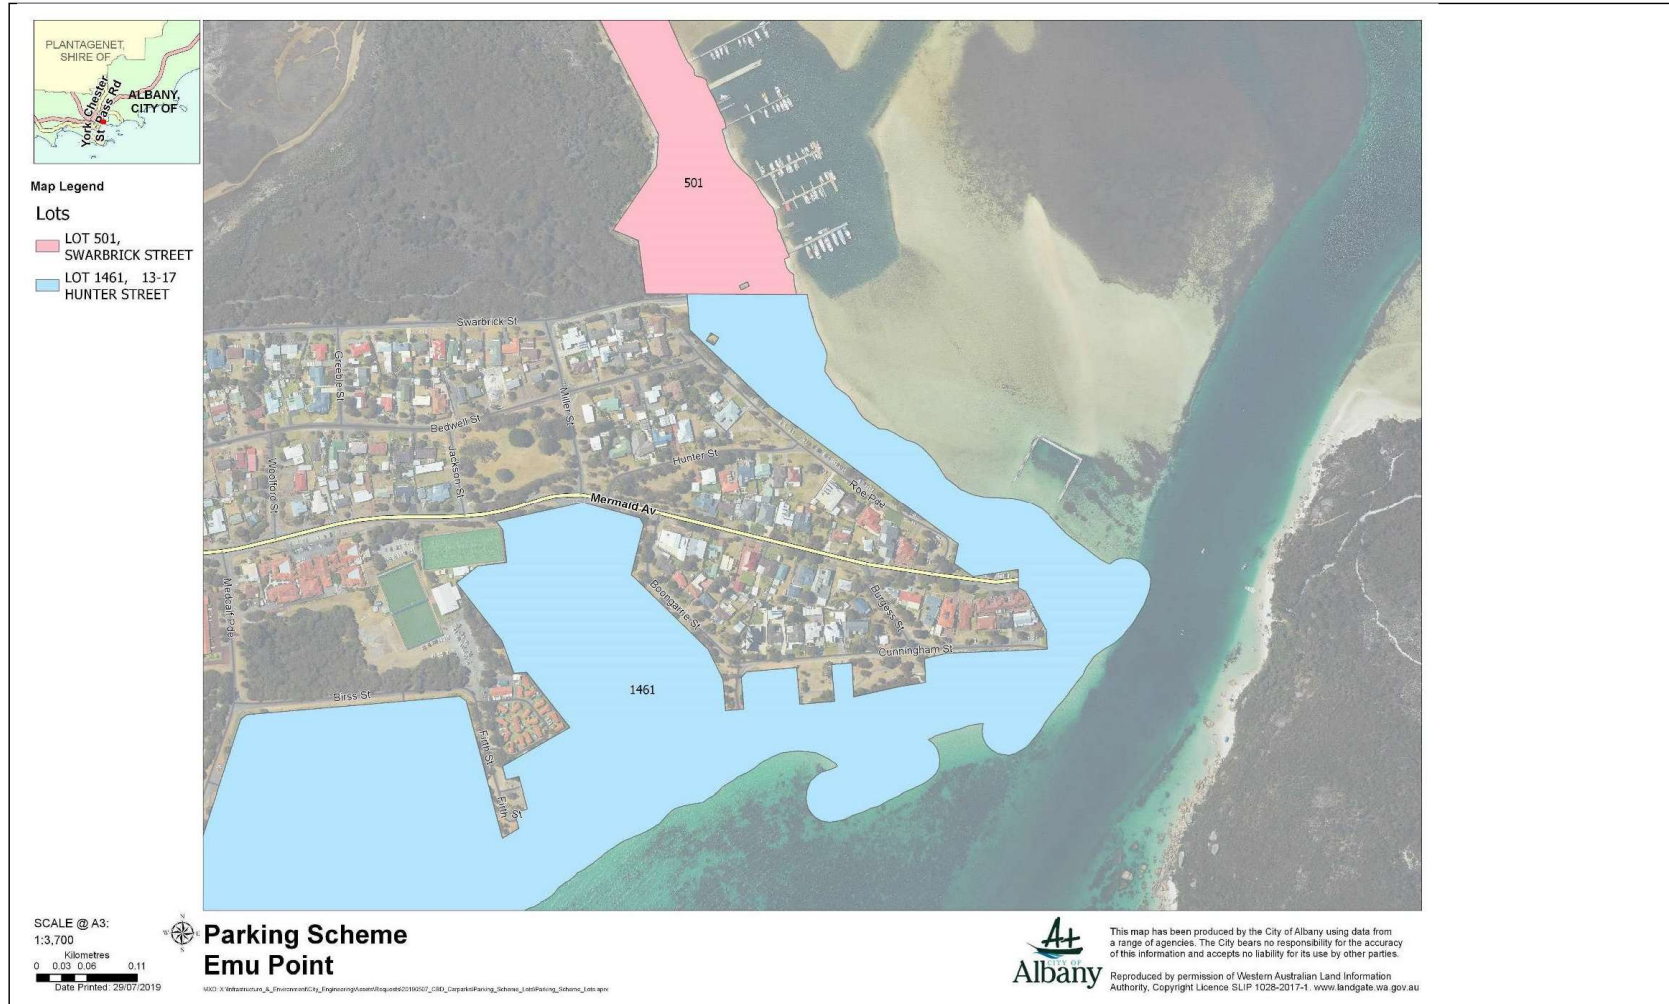 PLANTAGENET,
SHIRE OF
ALBANY,
CITY OF
York St
Chester Pass Rd
Map Legend
Lots
LOT 501,
SWARBRICK STREET
LOT 1461, 13-17
HUNTER STREET
501
Swarbrick St
Greeble St
Miller St
Bedwell St
Jackson St
Woolford St
Hunter St
Roe Pde
Mermaid Av
Medcalf Pde
Boongarrie St
Burgess St
Cunningham St
1461
Birss St
Firth St
Firth St
SCALE @ A3:
1:3,700
Kilometres
0 0.03 0.06 0.11
Date Printed: 29/07/2019
N
W E
S
Parking Scheme
Emu Point
CITY OF
Albany
This map has been produced by the City of Albany using data from
a range of agencies. The City bears no responsibility for the accuracy
of this information and accepts no liability for its use by other parties.
Reproduced by permission of Western Australian Land Information
Authority, Copyright Licence SLIP 1028-2017-1. www.landgate.wa.gov.au